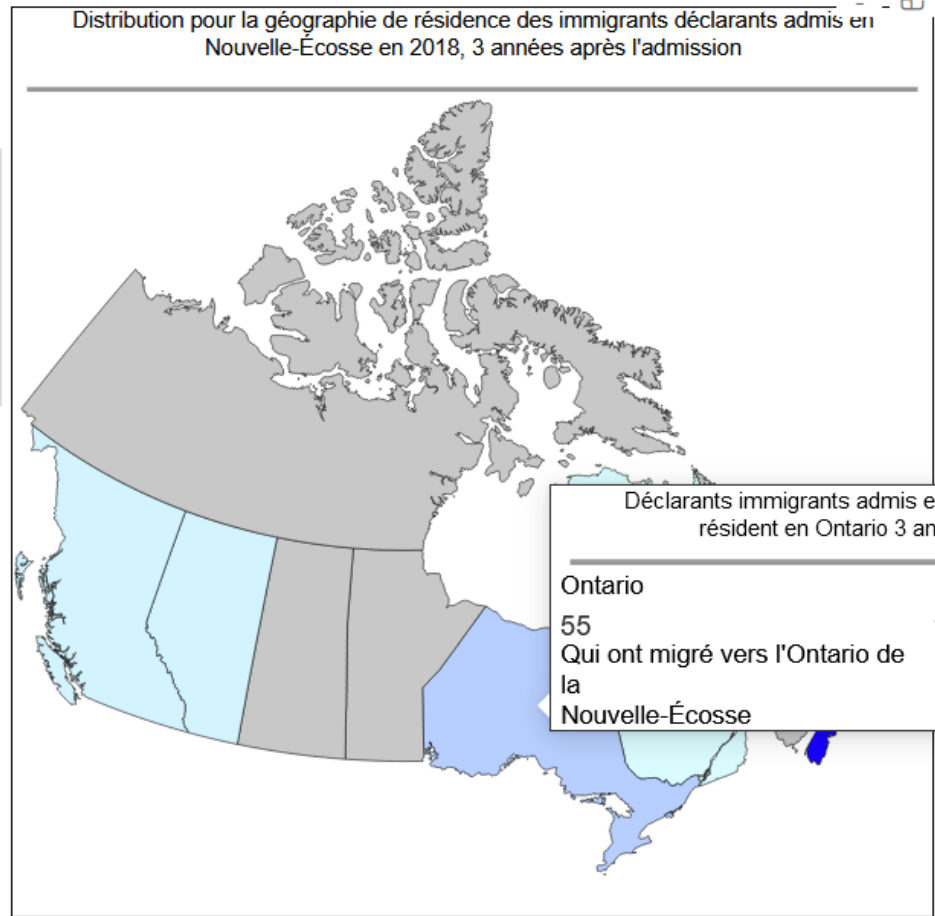 Distribution pour la géographie de résidence des immigrants déclarants admis en
Nouvelle-Écosse en 2018, 3 années après l'admission
Déclarants immigrants admis e
résident en Ontario 3 an
Ontario
55
Qui ont migré vers l'Ontario de
la
Nouvelle-Écosse